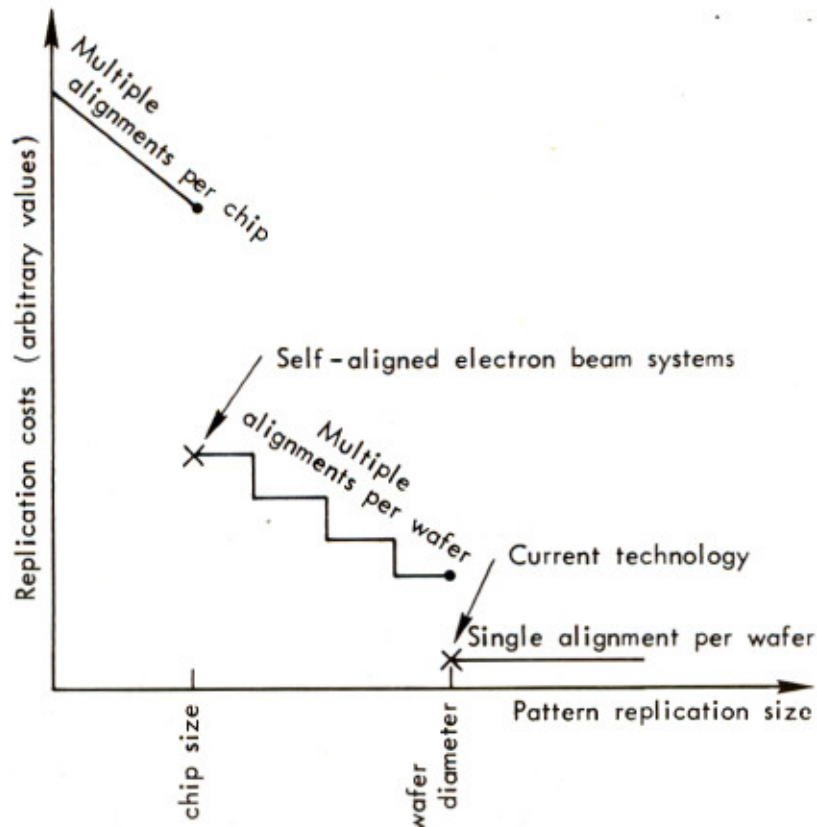 Multiple
alignments per chip
Replication costs (arbitrary values)
Self-aligned electron beam systems
Multiple
alignments per wafer
Current technology
Single alignment per wafer
Pattern replication size
chip size
wafer
diameter